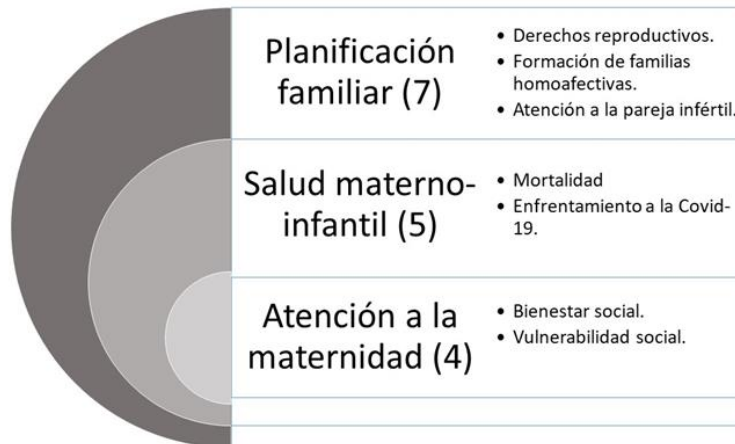 Planificación
familiar (7)
• Derechos reproductivos.
• Formación de familias
homoafectivas.
• Atención a la pareja infértil.
Salud materno-
infantil (5)
• Mortalidad
• Enfrentamiento a la Covid-
19.
Atención a la
maternidad (4)
• Bienestar social.
• Vulnerabilidad social.